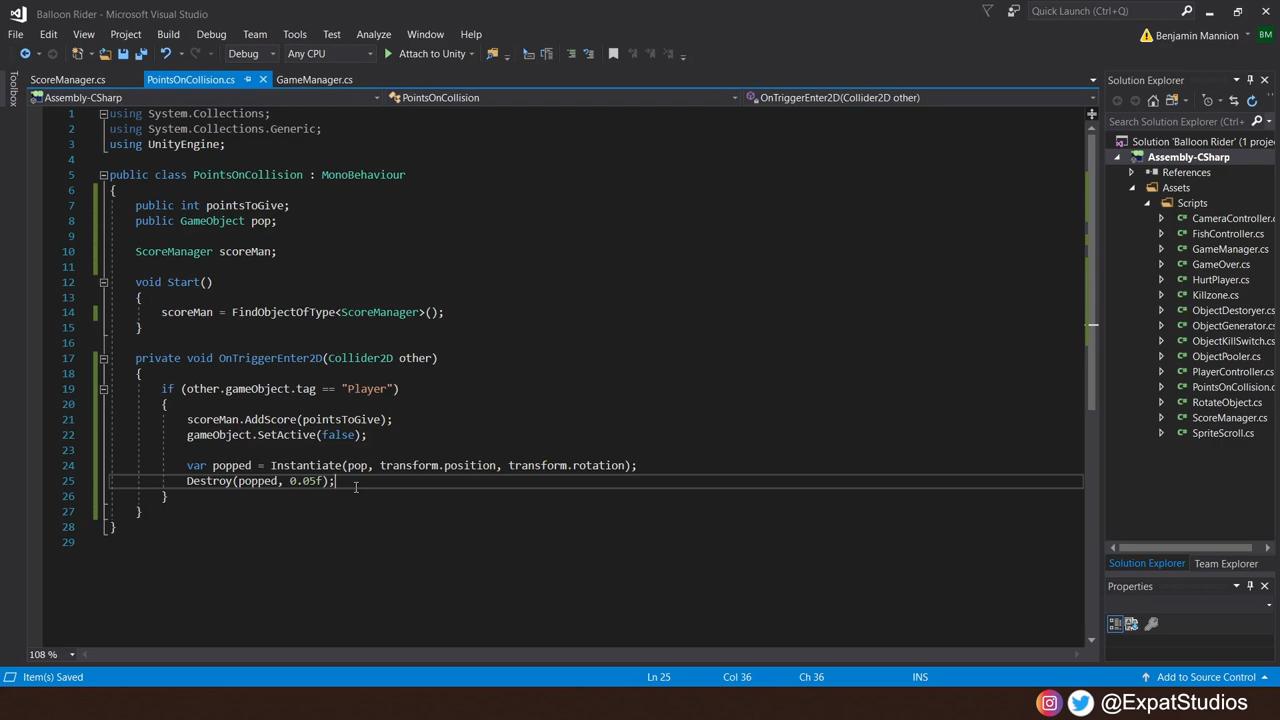 Balloon Rider - Microsoft Visual Studio
Quick Launch (Ctrl+Q)
File Edit View Project Build Debug Team Tools Test Analyze Window Help
Benjamin Mannion
BM
Debug Any CPU Attach to Unity
Toolbox
ScoreManager.cs PointsOnCollision.cs GameManager.cs
Assembly-CSharp PointsOnCollision OnTriggerEnter2D(Collider2D other)
1 using System.Collections;
2 using System.Collections.Generic;
3 using UnityEngine;
4
5 public class PointsOnCollision : MonoBehaviour
6 {
7 public int pointsToGive;
8 public GameObject pop;
9
10 ScoreManager scoreMan;
11
12 void Start()
13 {
14 scoreMan = FindObjectOfType<ScoreManager>();
15 }
16
17 private void OnTriggerEnter2D(Collider2D other)
18 {
19 if (other.gameObject.tag == "Player")
20 {
21 scoreMan.AddScore(pointsToGive);
22 gameObject.SetActive(false);
23
24 var popped = Instantiate(pop, transform.position, transform.rotation);
25 Destroy(popped, 0.05f);
26 }
27 }
28 }
29
108 %
Solution Explorer
Search Solution Explorer (Ctrl+
Solution 'Balloon Rider' (1 projec
Assembly-CSharp
References
Assets
Scripts
CameraController.
FishController.cs
GameManager.cs
GameOver.cs
HurtPlayer.cs
Killzone.cs
ObjectDestoryer.cs
ObjectGenerator.cs
ObjectKillSwitch.cs
ObjectPooler.cs
PlayerController.cs
PointsOnCollision.
RotateObject.cs
ScoreManager.cs
SpriteScroll.cs
Solution Explorer Team Explorer
Properties
Item(s) Saved Ln 25 Col 36 Ch 36 INS Add to Source Control
@ExpatStudios